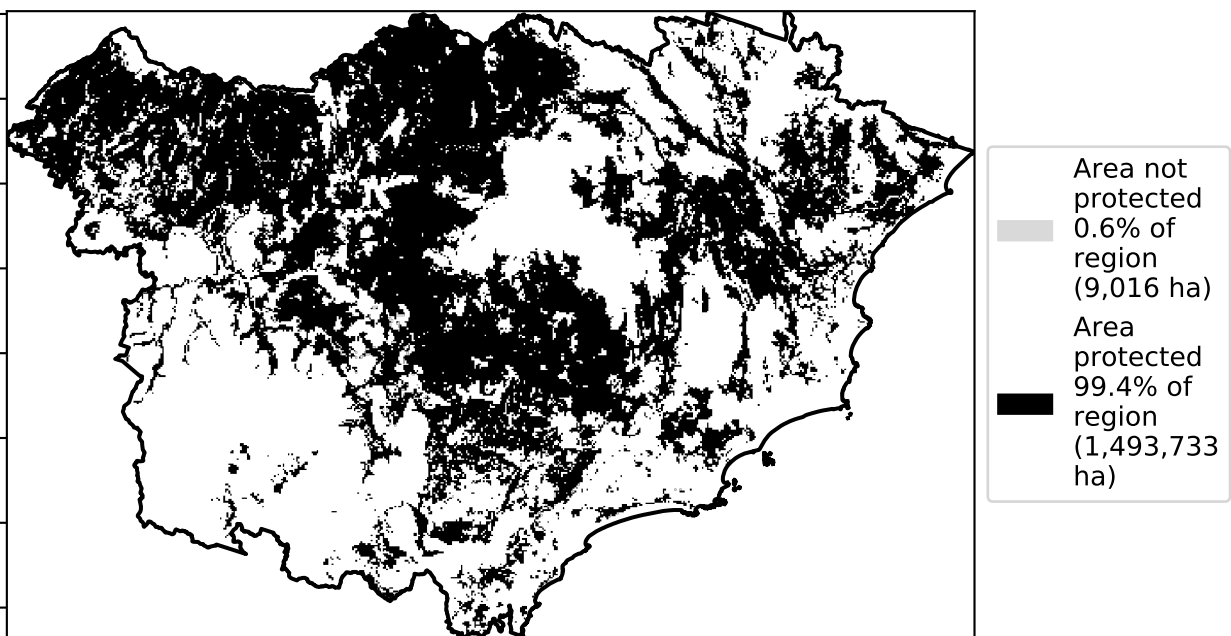 Area not
protected
0.6% of
region
(9,016 ha)
Area
protected
99.4% of
region
(1,493,733
ha)